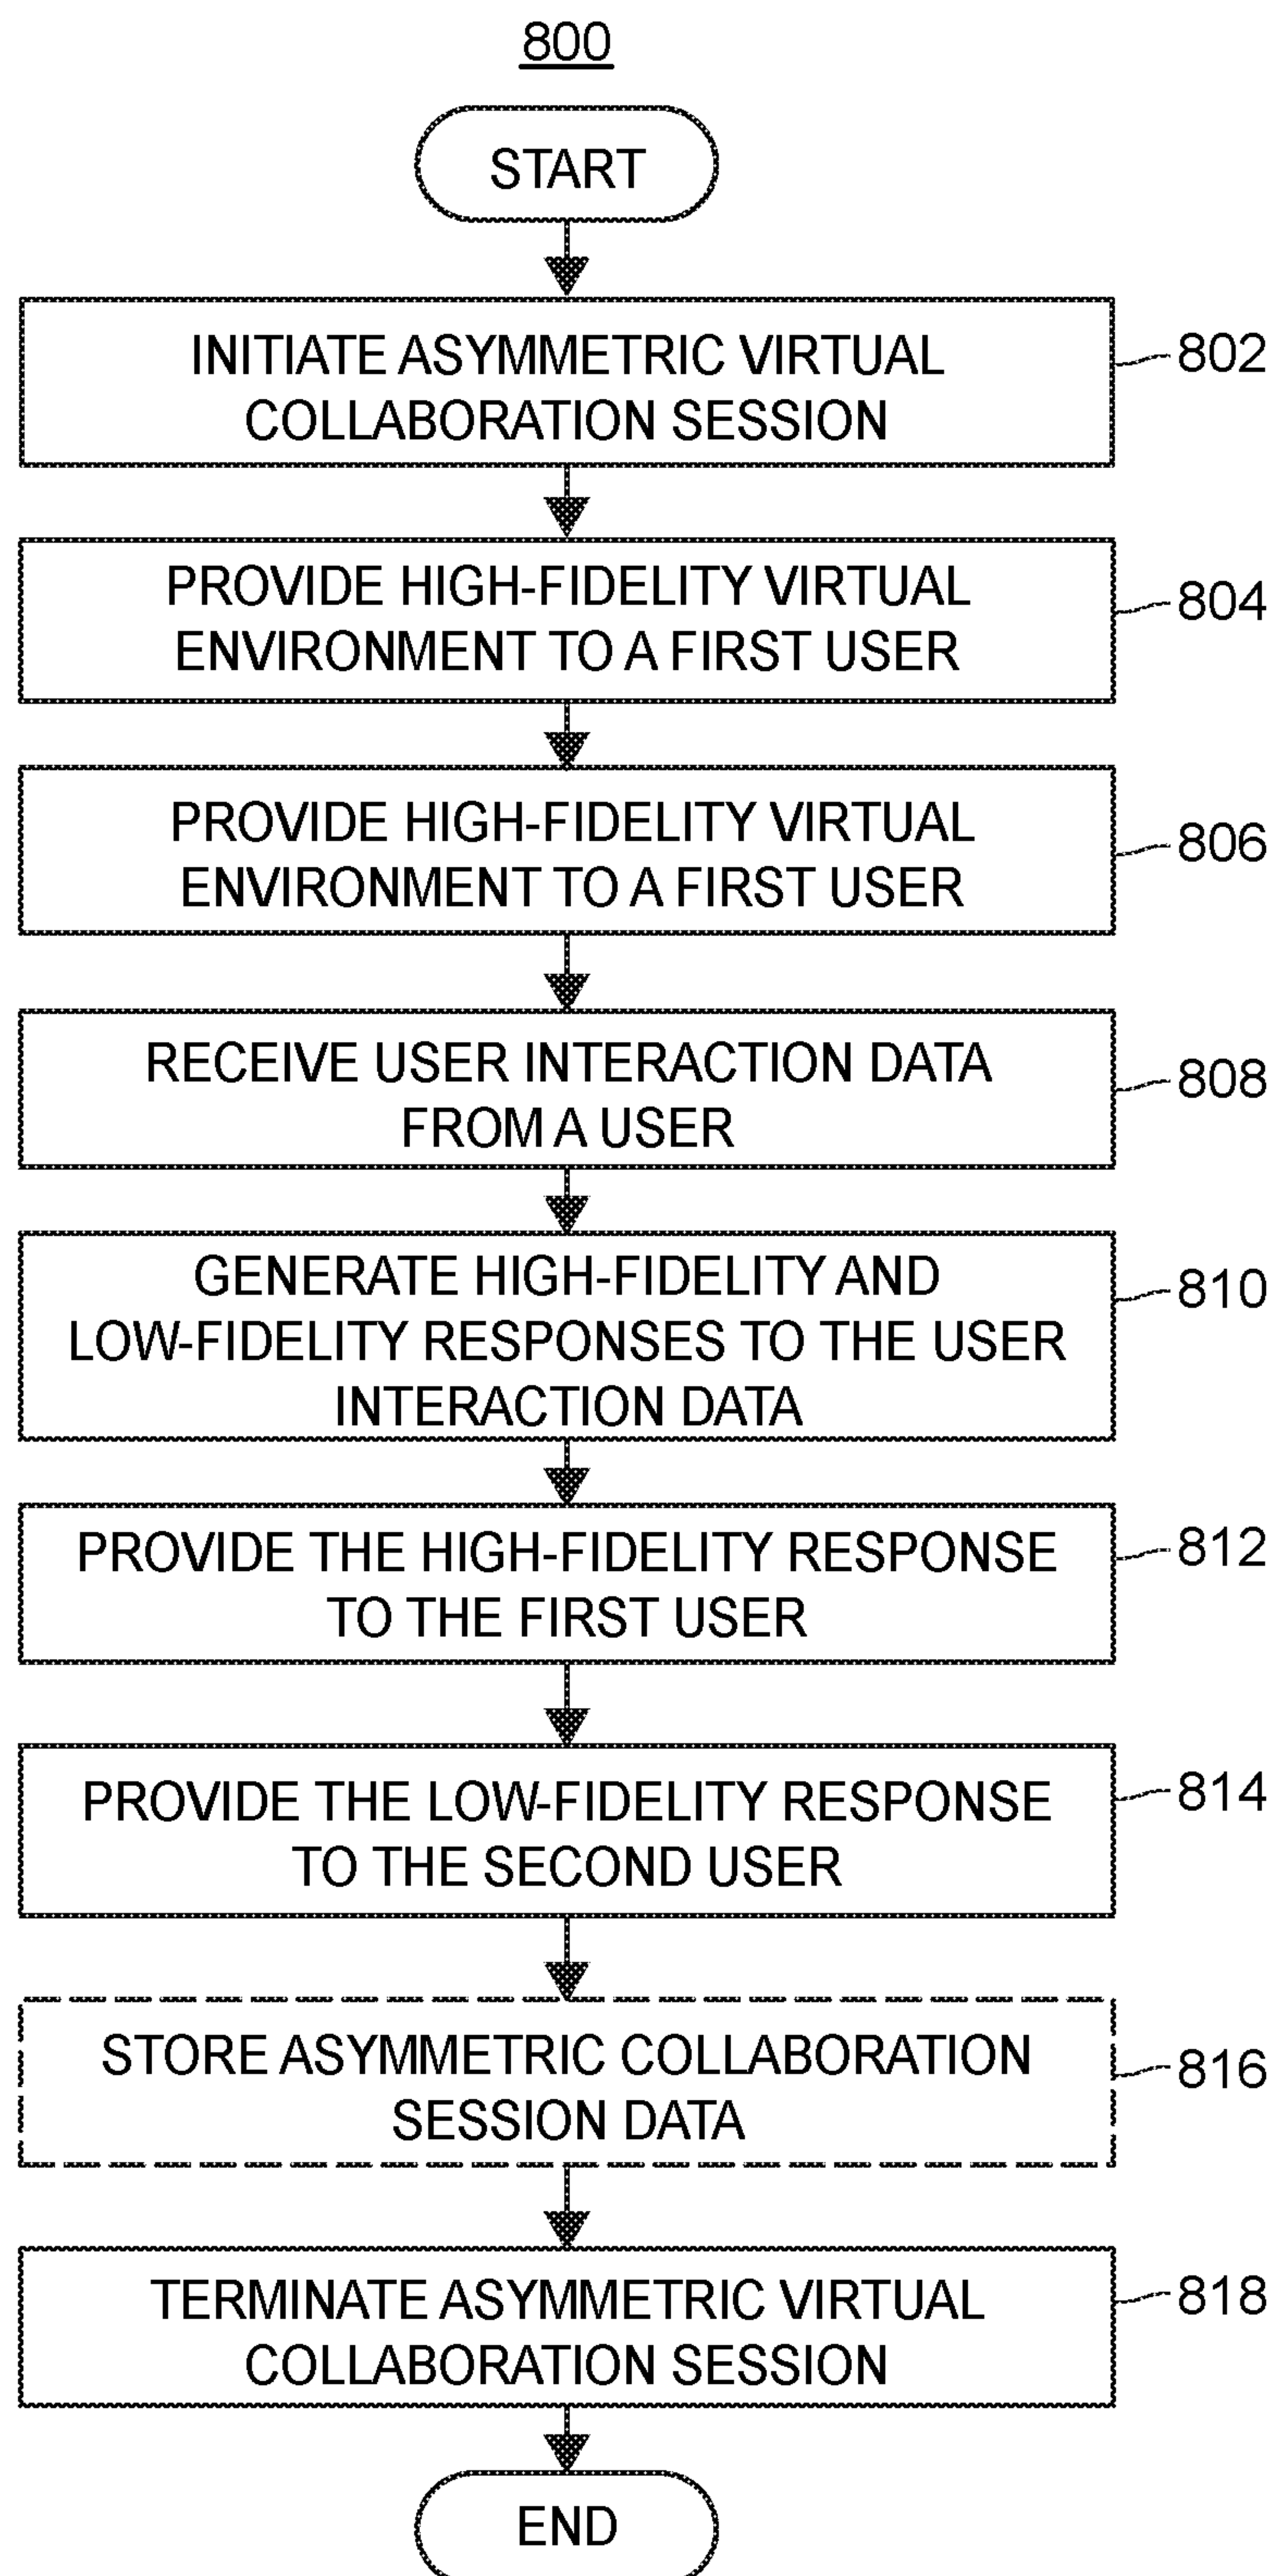 800
START
INITIATE ASYMMETRIC VIRTUAL
COLLABORATION SESSION
802
PROVIDE HIGH-FIDELITY VIRTUAL
ENVIRONMENT TO A FIRST USER
804
PROVIDE HIGH-FIDELITY VIRTUAL
ENVIRONMENT TO A FIRST USER
806
RECEIVE USER INTERACTION DATA
FROM A USER
808
GENERATE HIGH-FIDELITY AND
LOW-FIDELITY RESPONSES TO THE USER
INTERACTION DATA
810
PROVIDE THE HIGH-FIDELITY RESPONSE
TO THE FIRST USER
812
PROVIDE THE LOW-FIDELITY RESPONSE
TO THE SECOND USER
814
STORE ASYMMETRIC COLLABORATION
SESSION DATA
816
TERMINATE ASYMMETRIC VIRTUAL
COLLABORATION SESSION
818
END